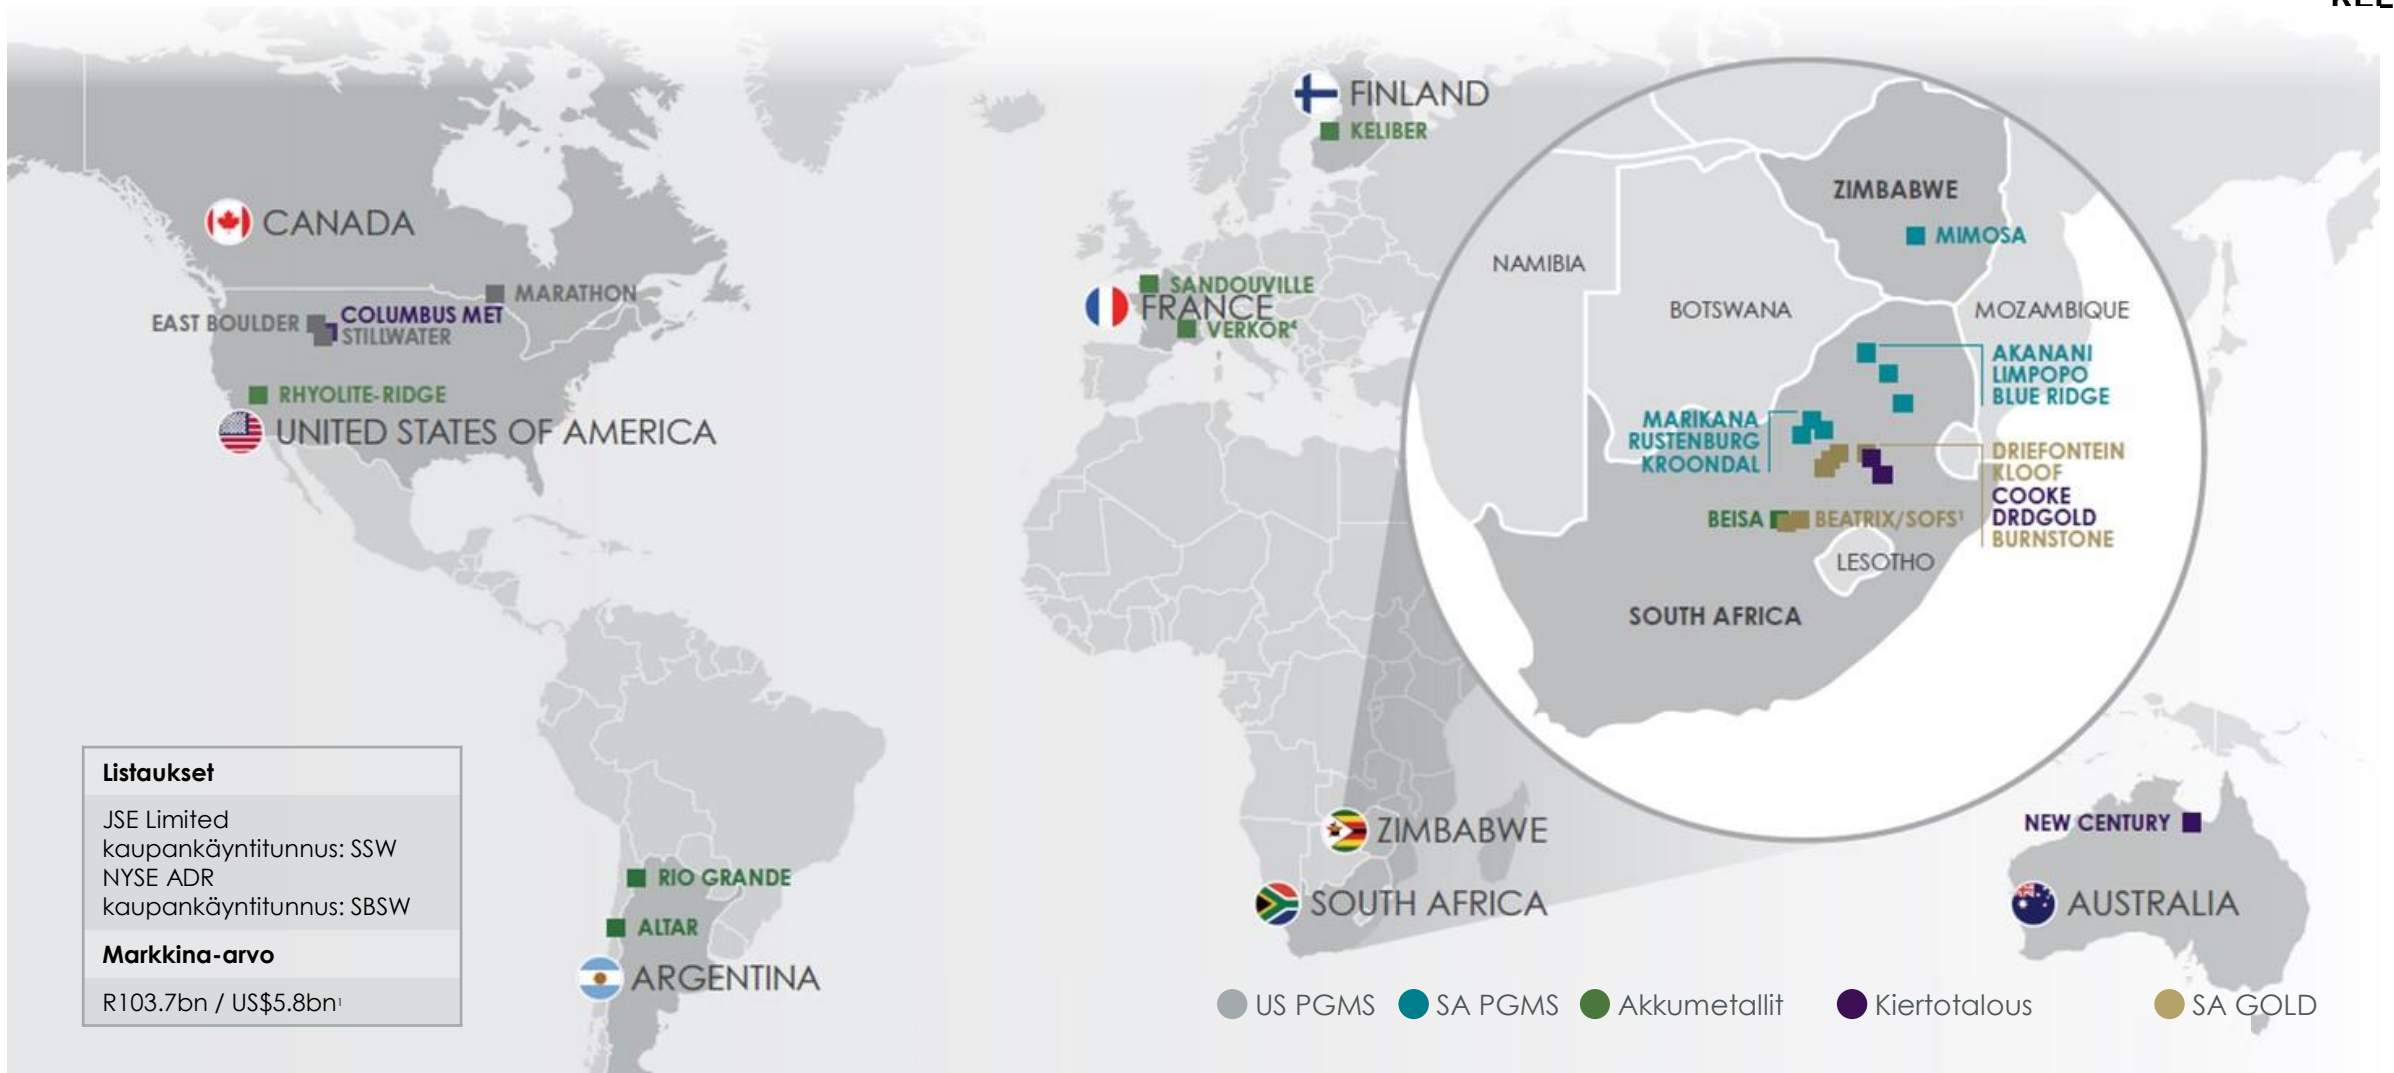 FINLAND
KELIBER
CANADA
MARATHON
EAST BOULDER
COLUMBUS MET
STILLWATER
RHYOLITE-RIDGE
UNITED STATES OF AMERICA
SANDOUVILLE
FRANCE
VERKOR⁴
ZIMBABWE
MIMOSA
NAMIBIA
BOTSWANA
MOZAMBIQUE
AKANANI
LIMPOPO
BLUE RIDGE
MARIKANA
RUSTENBURG
KROONDAL
DRIEFONTEIN
KLOOF
COOKE
DRDGOLD
BURNSTONE
BEISA
BEATRIX/SOFS¹
LESOTHO
SOUTH AFRICA
Listaukset
JSE Limited
kaupankäyntitunnus: SSW
NYSE ADR
kaupankäyntitunnus: SBSW
Markkina-arvo
R103.7bn / US$5.8bn¹
RIO GRANDE
ALTAR
ARGENTINA
ZIMBABWE
SOUTH AFRICA
NEW CENTURY
AUSTRALIA
US PGMS
SA PGMS
Akkumetallit
Kiertotalous
SA GOLD